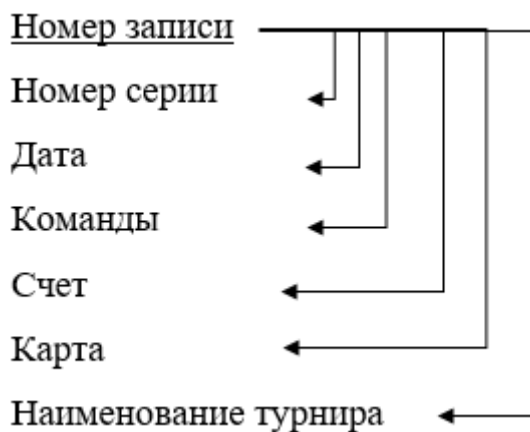 Номер записи
Номер серии
Дата
Команды
Счет
Карта
Наименование турнира